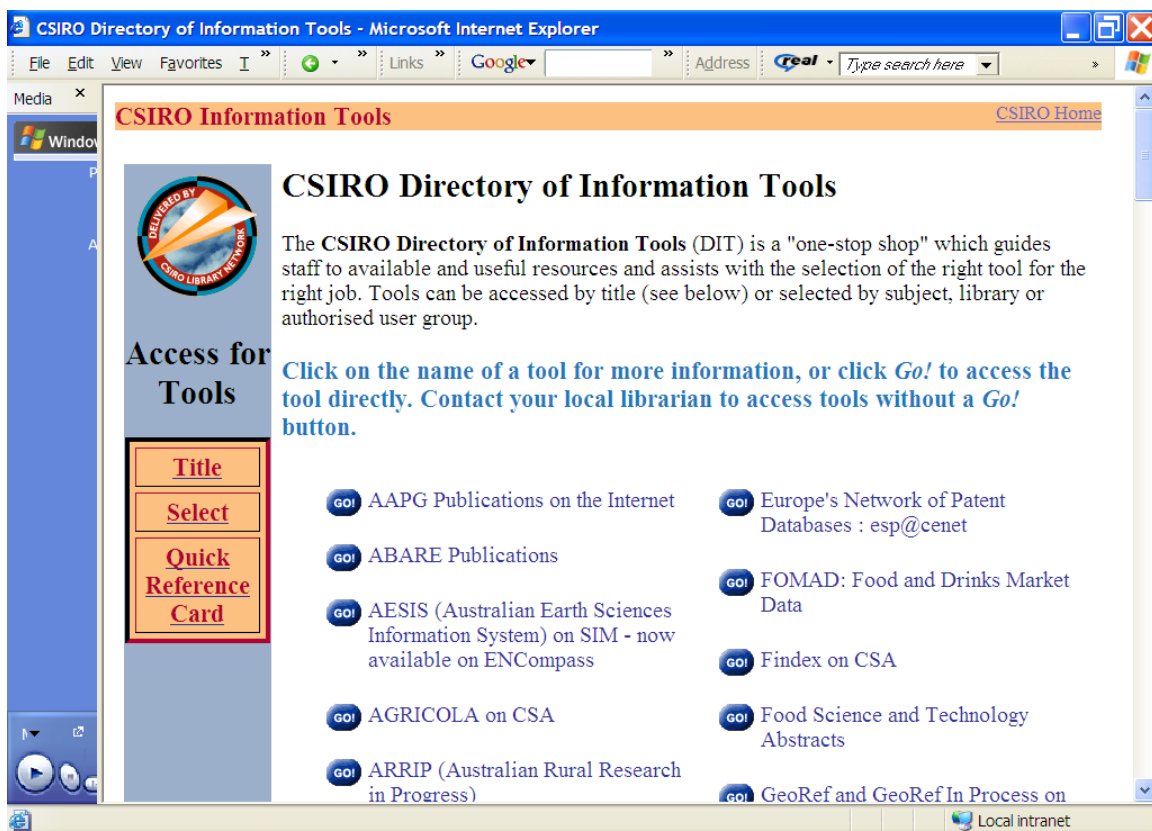 CSIRO Directory of Information Tools - Microsoft Internet Explorer
File Edit View Favorites T » » Links » Google » Address Creal Type search here »
Media ×
Window
P
A
CSIRO Information Tools CSIRO Home
DELIVERED BY
CSIRO LIBRARY NETWORK
Access for
Tools
Title
Select
Quick
Reference
Card
CSIRO Directory of Information Tools
The CSIRO Directory of Information Tools (DIT) is a "one-stop shop" which guides
staff to available and useful resources and assists with the selection of the right tool for the
right job. Tools can be accessed by title (see below) or selected by subject, library or
authorised user group.
Click on the name of a tool for more information, or click Go! to access the
tool directly. Contact your local librarian to access tools without a Go!
button.
GO! AAPG Publications on the Internet
GO! ABARE Publications
GO! AESIS (Australian Earth Sciences
Information System) on SIM - now
available on ENCompass
GO! AGRICOLA on CSA
GO! ARRIP (Australian Rural Research
in Progress)
GO! Europe's Network of Patent
Databases : esp@cenet
GO! FOMAD: Food and Drinks Market
Data
GO! Findex on CSA
GO! Food Science and Technology
Abstracts
GO! GeoRef and GeoRef In Process on
Local intranet